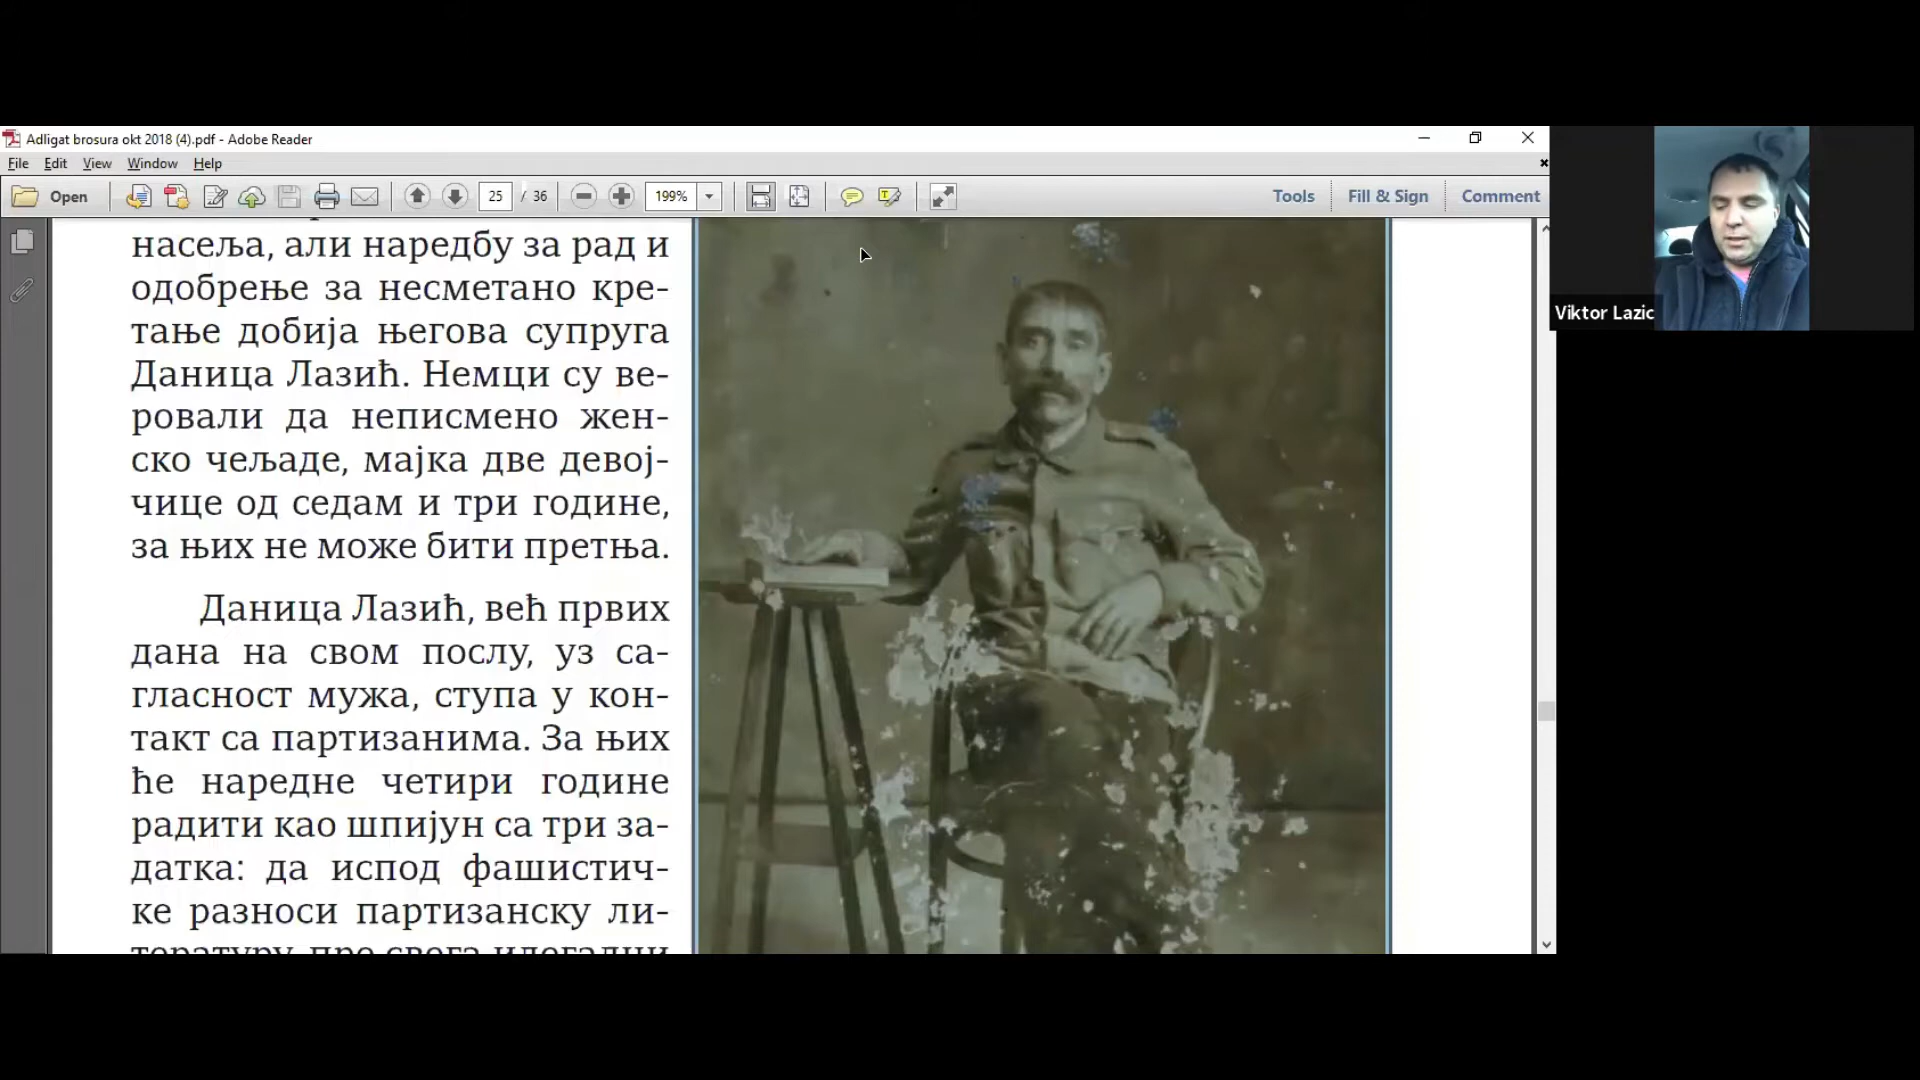 Adligat brosura okt 2018 (4).pdf - Adobe Reader
File Edit View Window Help
Open 25 / 36 199% Tools Fill & Sign Comment
насеља, али наредбу за рад и
одобрење за несметано кре-
тање добија његова супруга
Даница Лазић. Немци су ве-
ровали да неписмено жен-
ско чељаде, мајка две девој-
чице од седам и три године,
за њих не може бити претња.
Даница Лазић, већ првих
дана на свом послу, уз са-
гласност мужа, ступа у кон-
такт са партизанима. За њих
ће наредне четири године
радити као шпијун са три за-
датка: да испод фашистич-
ке разноси партизанску ли-
тературу, пре свега илегални
Viktor Lazic